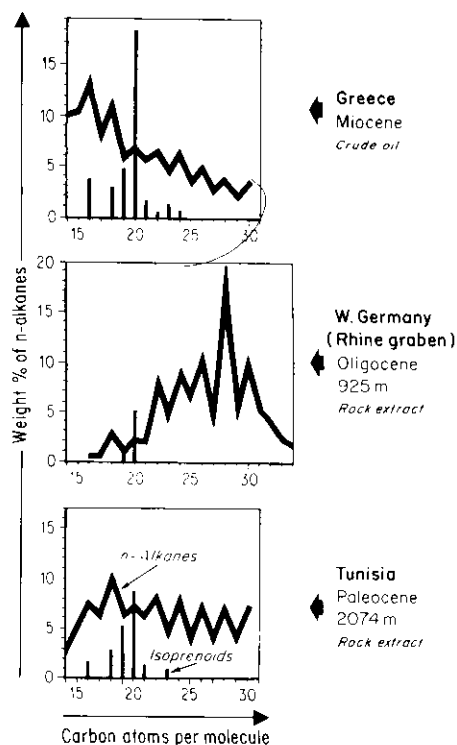 Weight % of n-alkanes
15
10
5
0
15 20 25 30
Greece
Miocene
Crude oil
20
15
10
5
0
15 20 25 30
W. Germany
(Rhine graben)
Oligocene
925 m
Rock extract
15
10
5
0
n-Alkanes
Isoprenoids
15 20 25 30
Tunisia
Paleocene
2074 m
Rock extract
Carbon atoms per molecule